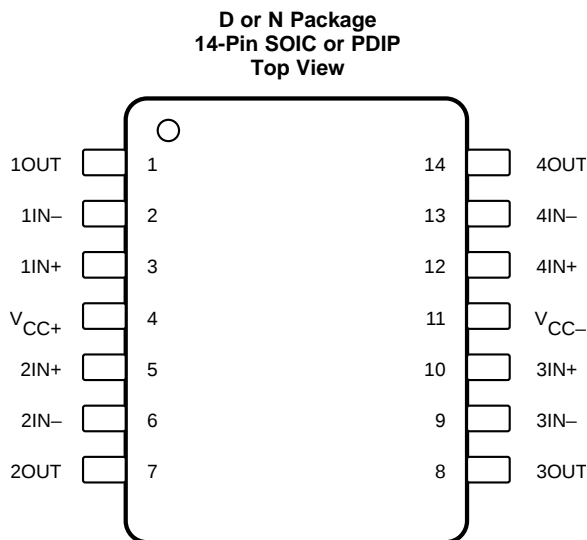 D or N Package
14-Pin SOIC or PDIP
Top View
1OUT 1 14 4OUT
1IN– 2 13 4IN–
1IN+ 3 12 4IN+
VCC+ 4 11 VCC–
2IN+ 5 10 3IN+
2IN– 6 9 3IN–
2OUT 7 8 3OUT